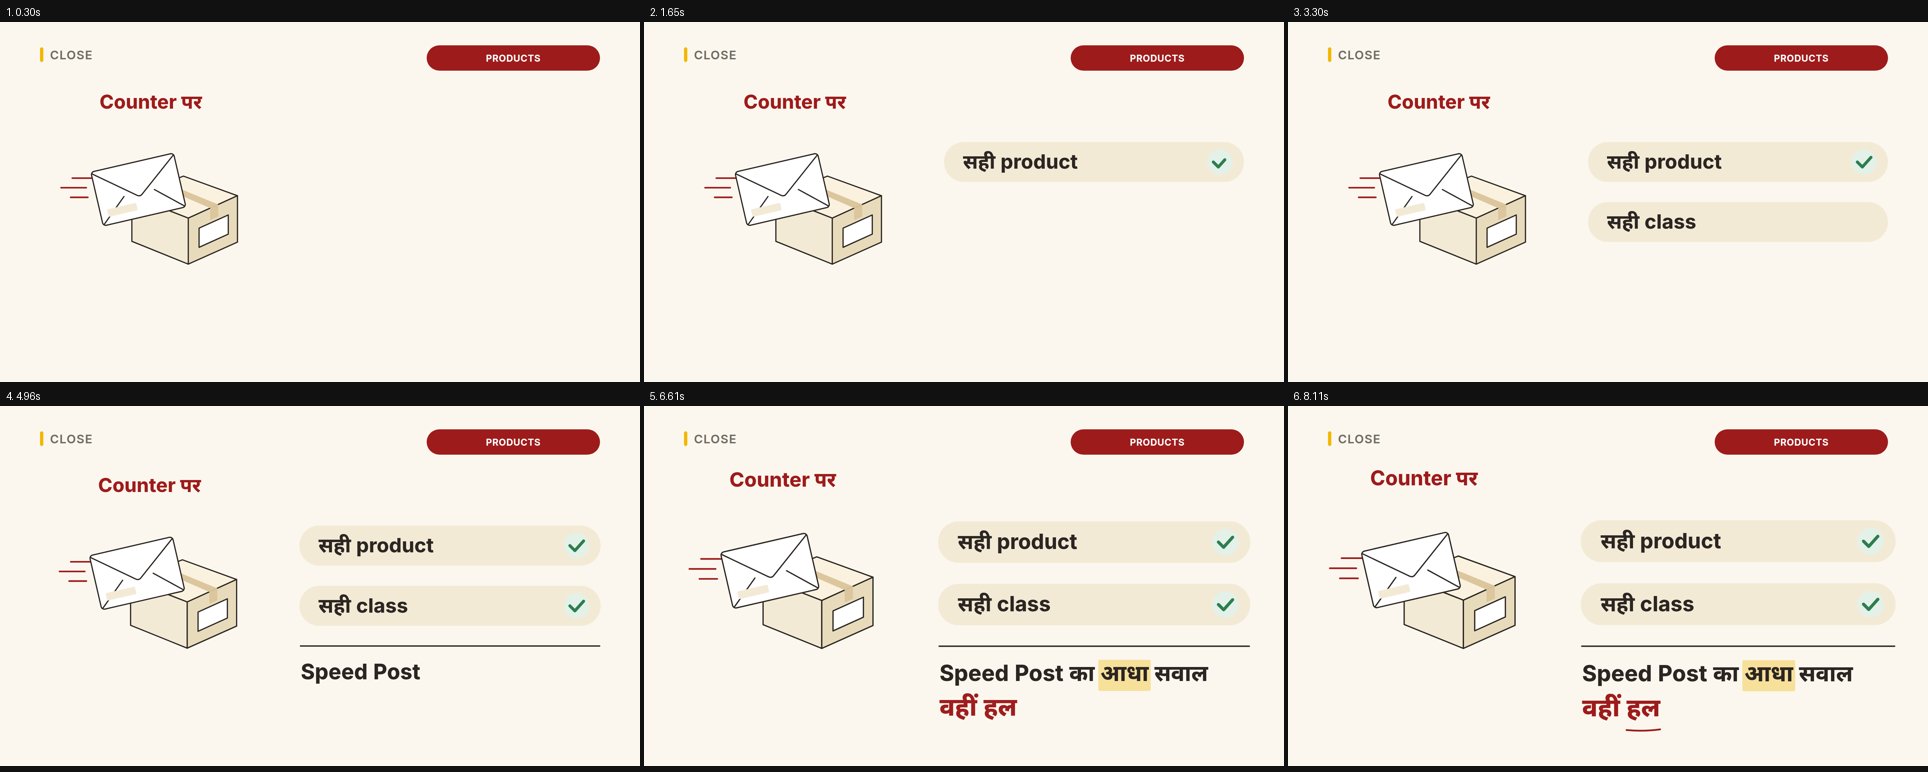 1. 0.30s
CLOSE
PRODUCTS
Counter पर
2. 1.65s
CLOSE
PRODUCTS
Counter पर
सही product
3. 3.30s
CLOSE
PRODUCTS
Counter पर
सही product
सही class
4. 4.96s
CLOSE
PRODUCTS
Counter पर
सही product
सही class
Speed Post
5. 6.61s
CLOSE
PRODUCTS
Counter पर
सही product
सही class
Speed Post का आधा सवाल
वहीं हल
6. 8.11s
CLOSE
PRODUCTS
Counter पर
सही product
सही class
Speed Post का आधा सवाल
वहीं हल